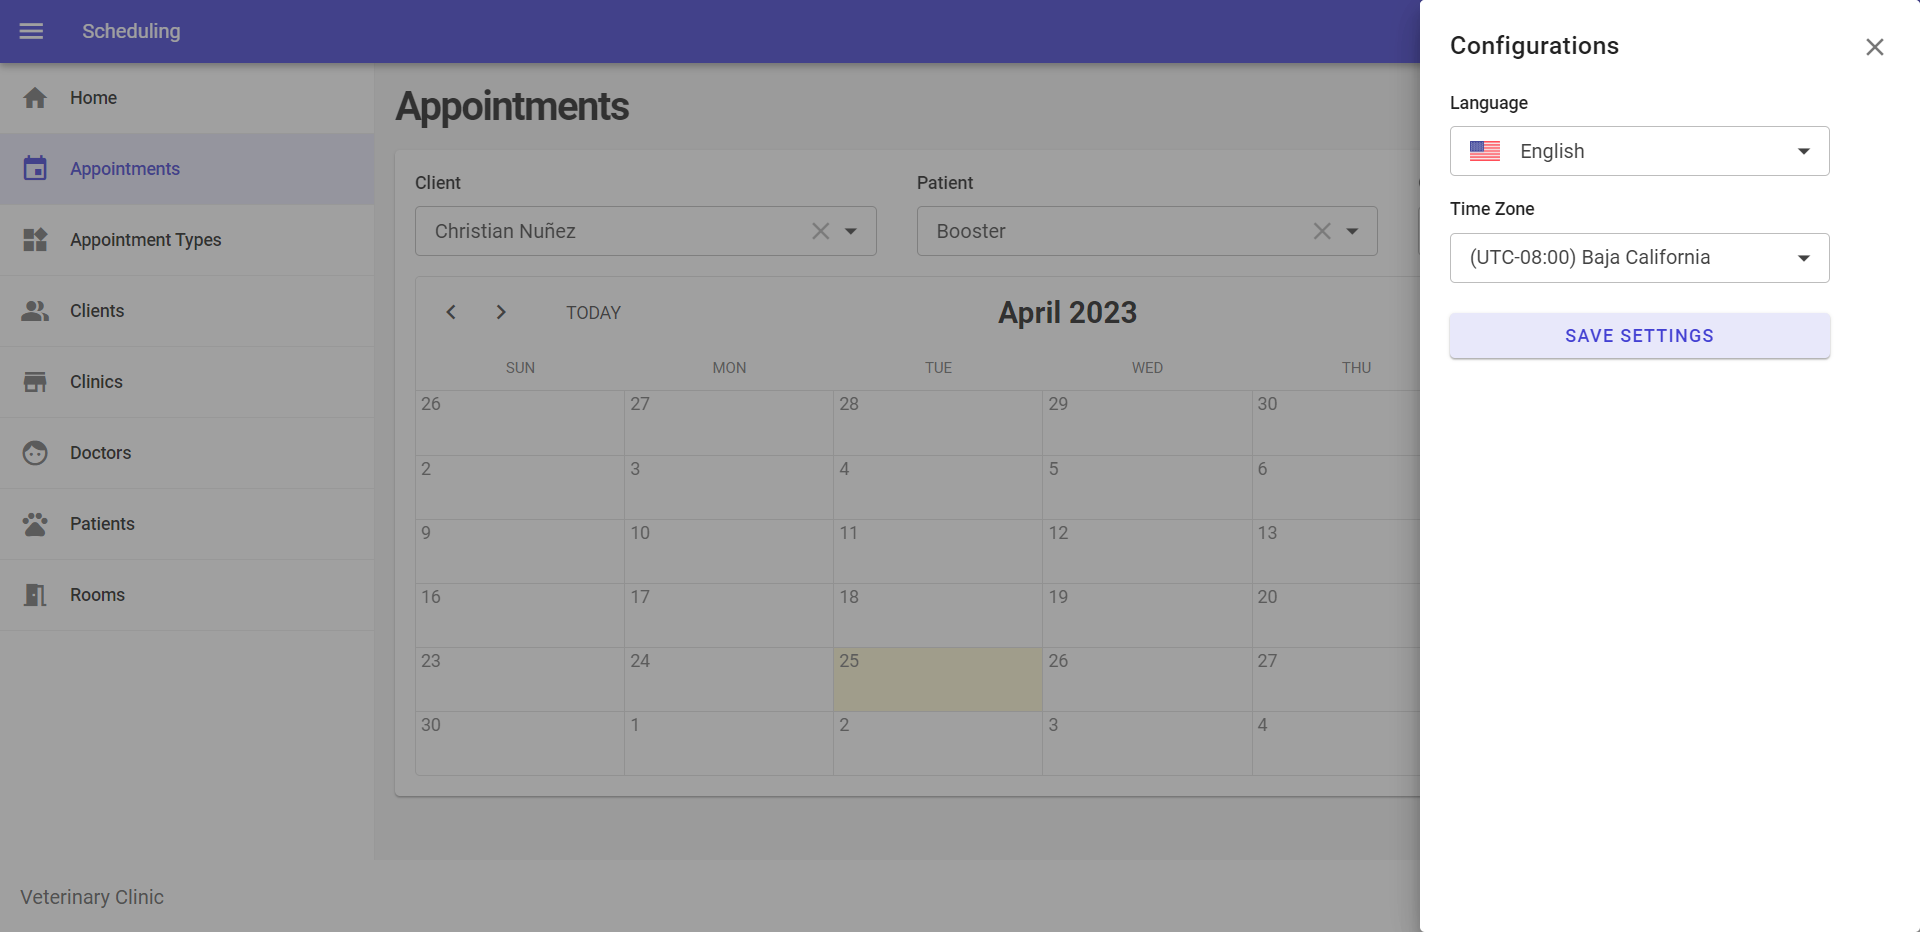 Scheduling
Home
Appointments
Appointment Types
Clients
Clinics
Doctors
Patients
Rooms
Veterinary Clinic
Appointments
Client
Patient
Christian Nuñez
Booster
TODAY
April 2023
SUN MON TUE WED THU
26 27 28 29 30
2 3 4 5 6
9 10 11 12 13
16 17 18 19 20
23 24 25 26 27
30 1 2 3 4
Configurations
Language
English
Time Zone
(UTC-08:00) Baja California
SAVE SETTINGS